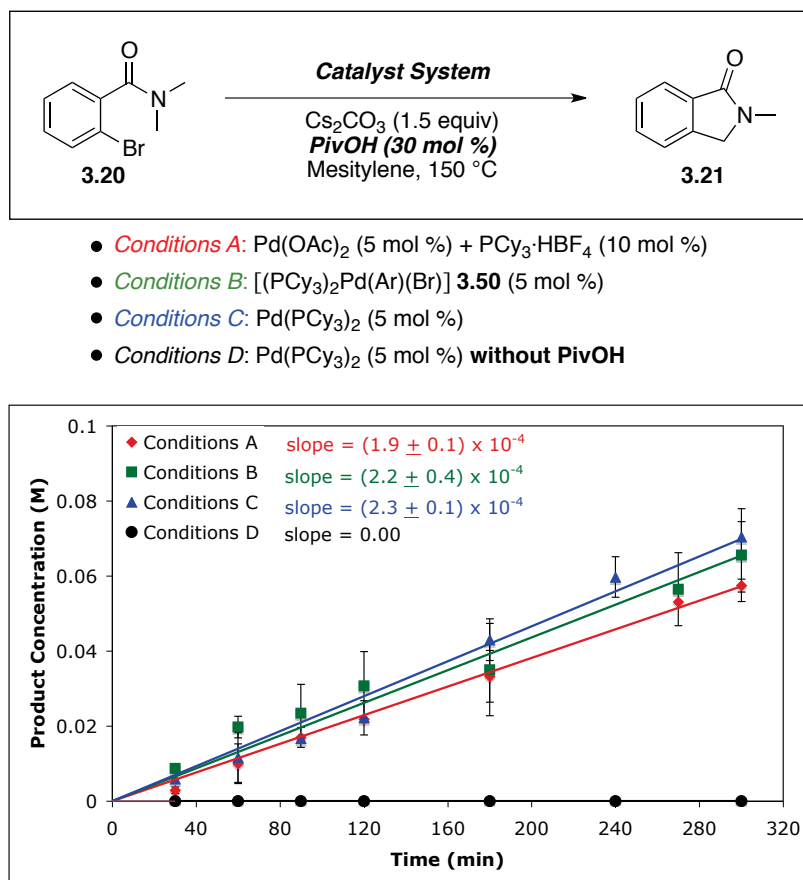 O
N
Br
3.20
Catalyst System
Cs2CO3 (1.5 equiv)
PivOH (30 mol %)
Mesitylene, 150 °C
O
N
3.21
● Conditions A: Pd(OAc)2 (5 mol %) + PCy3·HBF4 (10 mol %)
● Conditions B: [(PCy3)2Pd(Ar)(Br)] 3.50 (5 mol %)
● Conditions C: Pd(PCy3)2 (5 mol %)
● Conditions D: Pd(PCy3)2 (5 mol %) without PivOH
Conditions A slope = (1.9 ± 0.1) x 10⁻⁴
Conditions B slope = (2.2 ± 0.4) x 10⁻⁴
Conditions C slope = (2.3 ± 0.1) x 10⁻⁴
Conditions D slope = 0.00
Product Concentration (M)
0.1
0.08
0.06
0.04
0.02
0
0 40 80 120 160 200 240 280 320
Time (min)